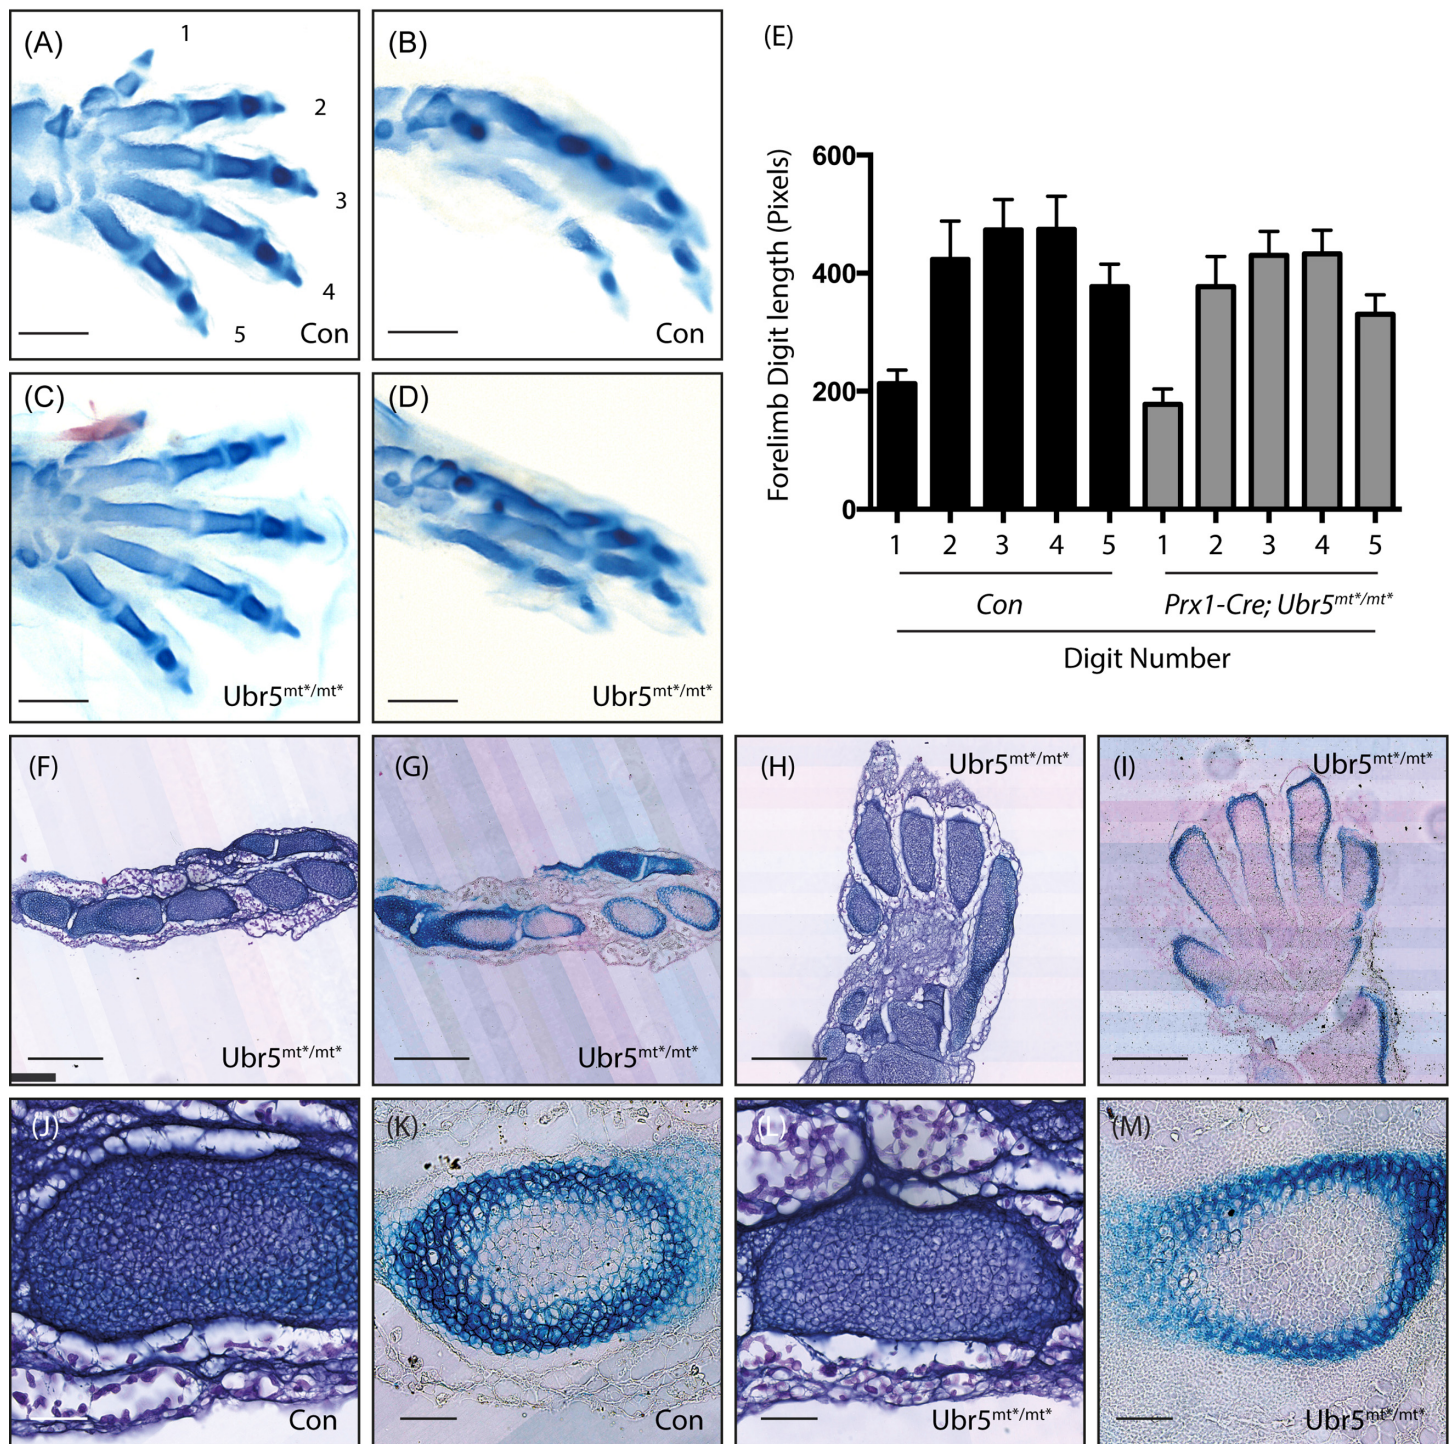 (A)
1
2
3
4
5
Con
(B)
Con
(C)
Ubr5mt*/mt*
(D)
Ubr5mt*/mt*
(E)
Forelimb Digit length (Pixels)
600
400
200
0
1 2 3 4 5 1 2 3 4 5
Con Prx1-Cre; Ubr5mt*/mt*
Digit Number
(F)
Ubr5mt*/mt*
(G)
Ubr5mt*/mt*
(H)
Ubr5mt*/mt*
(I)
Ubr5mt*/mt*
(J)
Con
(K)
Con
(L)
Ubr5mt*/mt*
(M)
Ubr5mt*/mt*